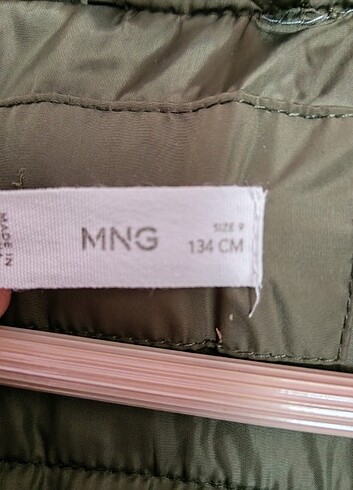 MNG
SIZE 9
134 CM
MADE IN